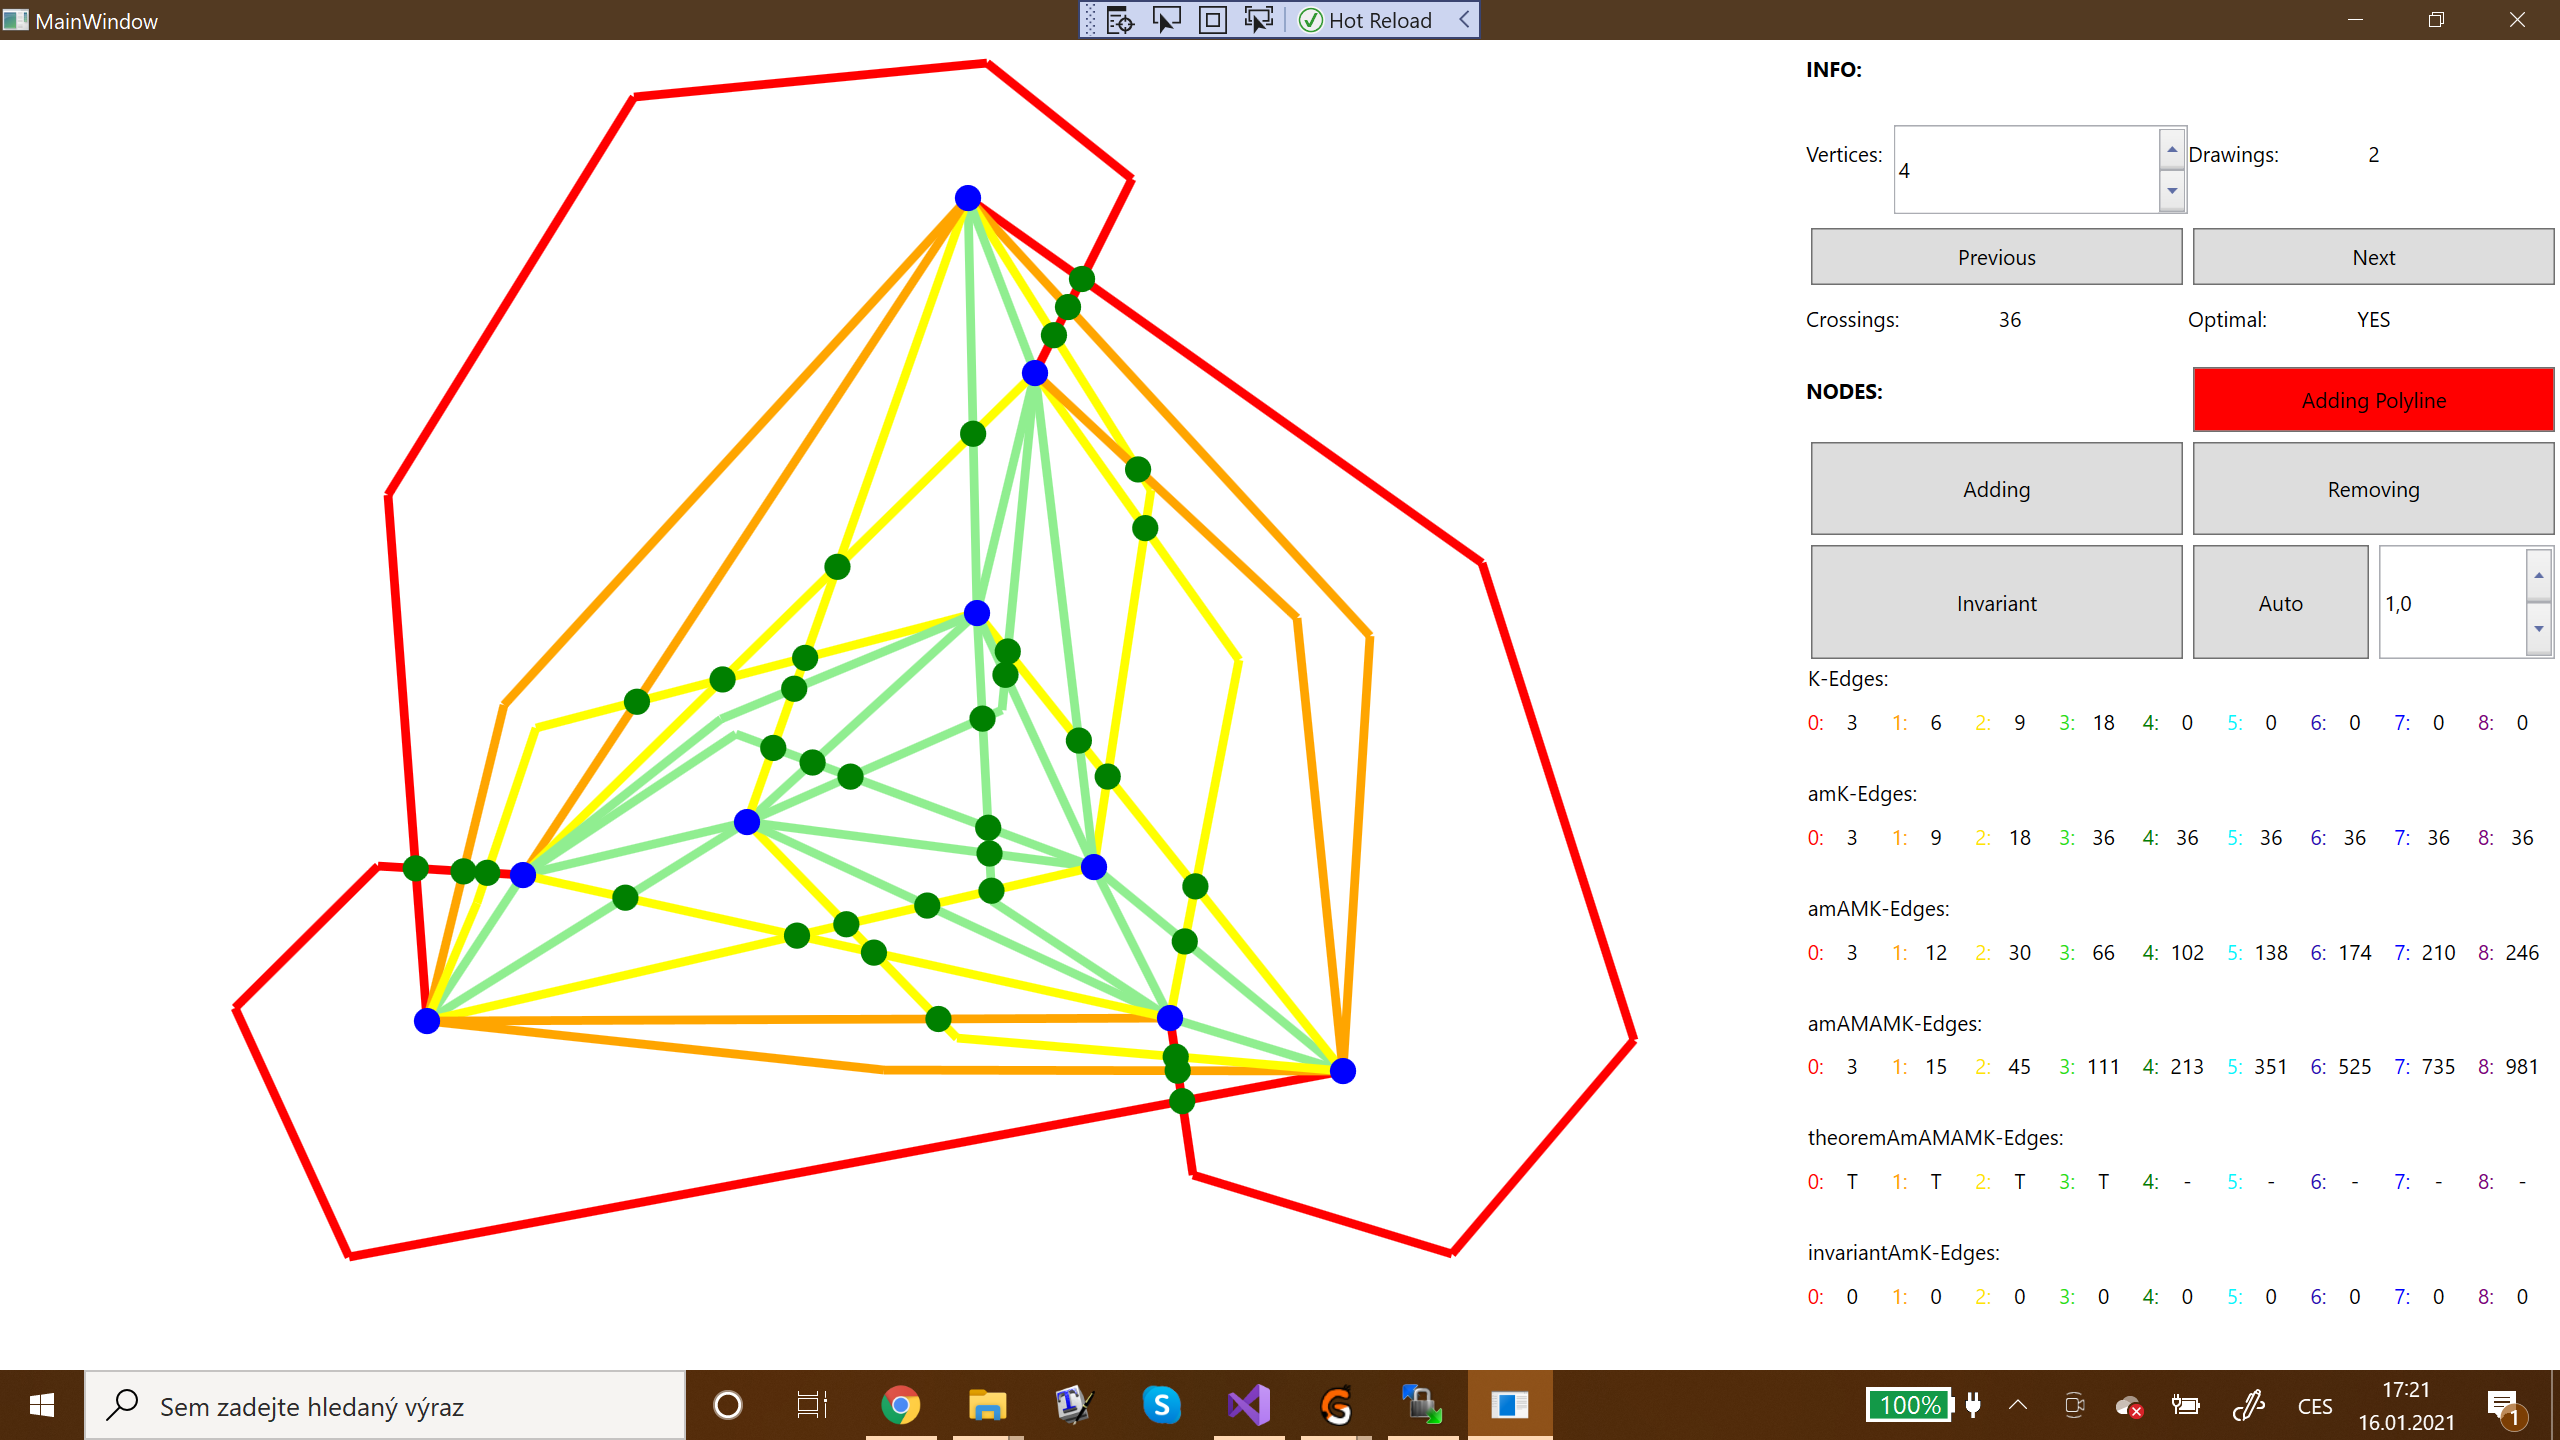 MainWindow
Hot Reload
INFO:
Vertices: 4 Drawings: 2
Previous Next
Crossings: 36 Optimal: YES
NODES: Adding Polyline
Adding Removing
Invariant Auto 1,0
K-Edges:
0: 3 1: 6 2: 9 3: 18 4: 0 5: 0 6: 0 7: 0 8: 0
amK-Edges:
0: 3 1: 9 2: 18 3: 36 4: 36 5: 36 6: 36 7: 36 8: 36
amAMK-Edges:
0: 3 1: 12 2: 30 3: 66 4: 102 5: 138 6: 174 7: 210 8: 246
amAMAMK-Edges:
0: 3 1: 15 2: 45 3: 111 4: 213 5: 351 6: 525 7: 735 8: 981
theoremAmAMAMK-Edges:
0: T 1: T 2: T 3: T 4: - 5: - 6: - 7: - 8: -
invariantAmK-Edges:
0: 0 1: 0 2: 0 3: 0 4: 0 5: 0 6: 0 7: 0 8: 0
Sem zadejte hledaný výraz
100% CES 17:21
16.01.2021
1